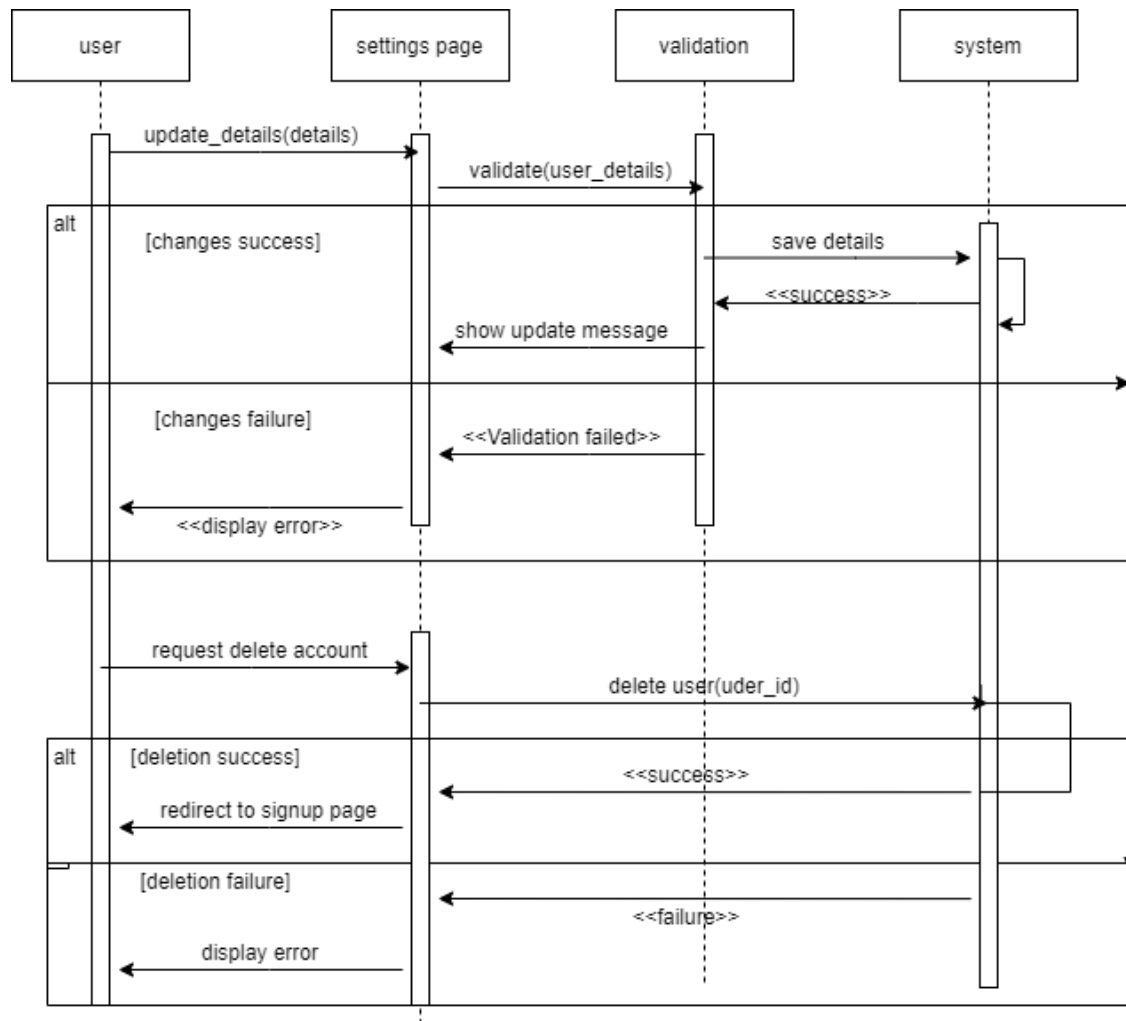 user
settings page
validation
system
update_details(details)
validate(user_details)
alt
[changes success]
save details
<<success>>
show update message
[changes failure]
<<Validation failed>>
<<display error>>
request delete account
delete user(uder_id)
alt
[deletion success]
<<success>>
redirect to signup page
[deletion failure]
<<failure>>
display error